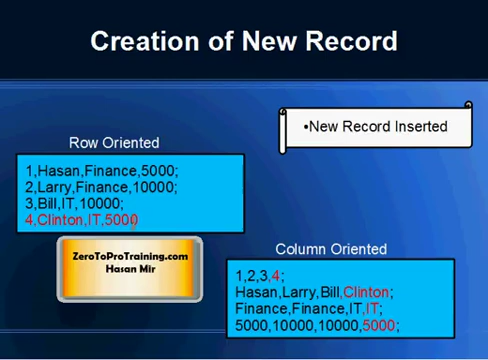 Creation of New Record
•New Record Inserted
Row Oriented
1,Hasan,Finance,5000;
2,Larry,Finance,10000;
3,Bill,IT,10000;
4,Clinton,IT,5000
ZeroToProTraining.com
Hasan Mir
Column Oriented
1,2,3,4;
Hasan,Larry,Bill,Clinton;
Finance,Finance,IT,IT;
5000,10000,10000,5000;